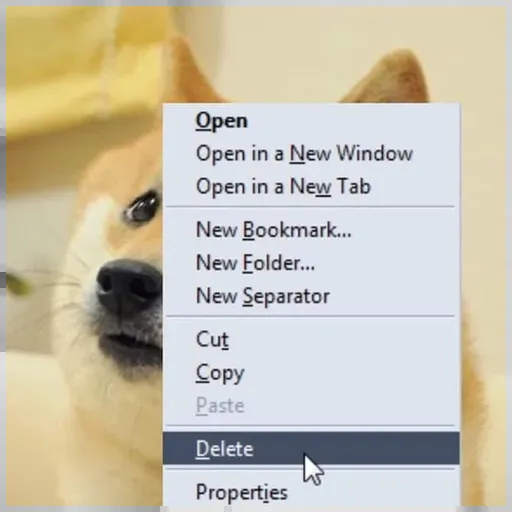 Open
Open in a New Window
Open in a New Tab
New Bookmark...
New Folder...
New Separator
Cut
Copy
Paste
Delete
Properties